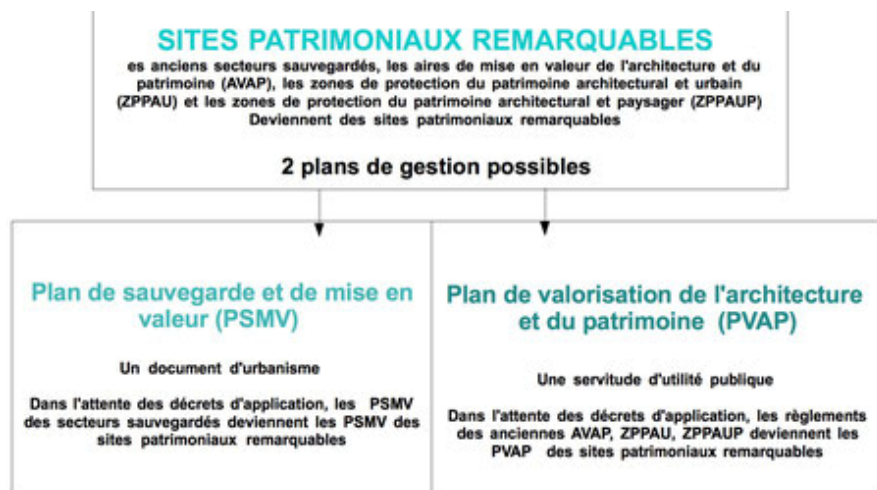 SITES PATRIMONIAUX REMARQUABLES
es anciens secteurs sauvegardés, les aires de mise en valeur de l'architecture et du
patrimoine (AVAP), les zones de protection du patrimoine architectural et urbain
(ZPPAU) et les zones de protection du patrimoine architectural et paysager (ZPPAUP)
Deviennent des sites patrimoniaux remarquables
2 plans de gestion possibles
Plan de sauvegarde et de mise en
valeur (PSMV)
Un document d'urbanisme
Dans l'attente des décrets d'application, les PSMV
des secteurs sauvegardés deviennent les PSMV des
sites patrimoniaux remarquables
Plan de valorisation de l'architecture
et du patrimoine (PVAP)
Une servitude d'utilité publique
Dans l'attente des décrets d'application, les règlements
des anciennes AVAP, ZPPAU, ZPPAUP deviennent les
PVAP des sites patrimoniaux remarquables